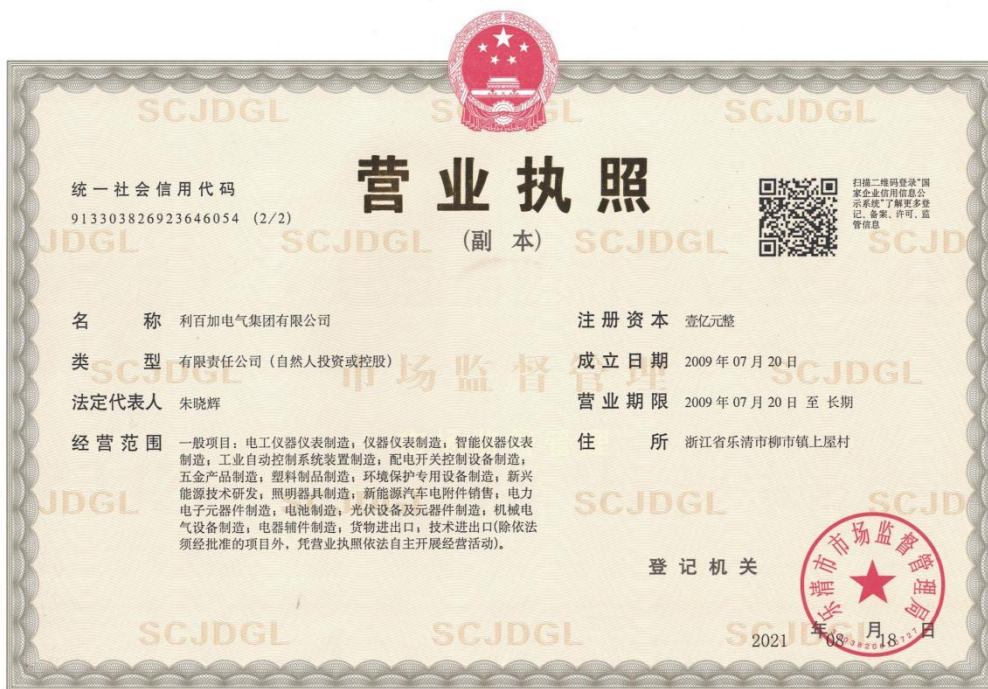 营业执照
(副 本)
统一社会信用代码
913303826923646054 (2/2)
扫描二维码登录"国
家企业信用信息公
示系统"了解更多登
记、备案、许可、监
管信息
名 称 利百加电气集团有限公司
类 型 有限责任公司(自然人投资或控股)
法定代表人 朱晓辉
经营范围 一般项目:电工仪器仪表制造;仪器仪表制造;智能仪器仪表
制造;工业自动控制系统装置制造;配电开关控制设备制造;
五金产品制造;塑料制品制造;环境保护专用设备制造;新兴
能源技术研发;照明器具制造;新能源汽车电附件销售;电力
电子元器件制造;电池制造;光伏设备及元器件制造;机械电
气设备制造;电器辅件制造;货物进出口;技术进出口(除依法
须经批准的项目外,凭营业执照依法自主开展经营活动)。
注册资本 壹亿元整
成立日期 2009年07月20日
营业期限 2009年07月20日 至 长期
住 所 浙江省乐清市柳市镇上屋村
登记机关
乐清市市场监督管理局
2021 年08 月18 日
SCJDGL
市场监督管理